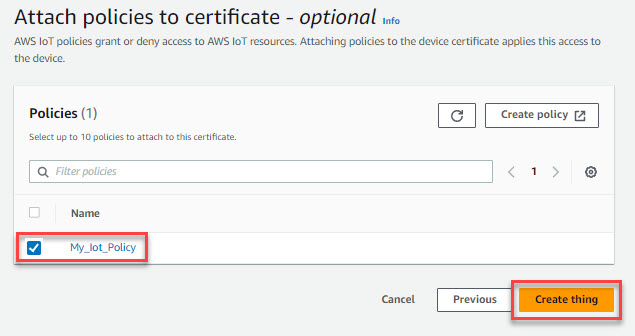 Attach policies to certificate - optional Info
AWS IoT policies grant or deny access to AWS IoT resources. Attaching policies to the device certificate applies this access to
the device.
Policies (1)
Create policy
Select up to 10 policies to attach to this certificate.
Filter policies
1
Name
My_Iot_Policy
Cancel
Previous
Create thing